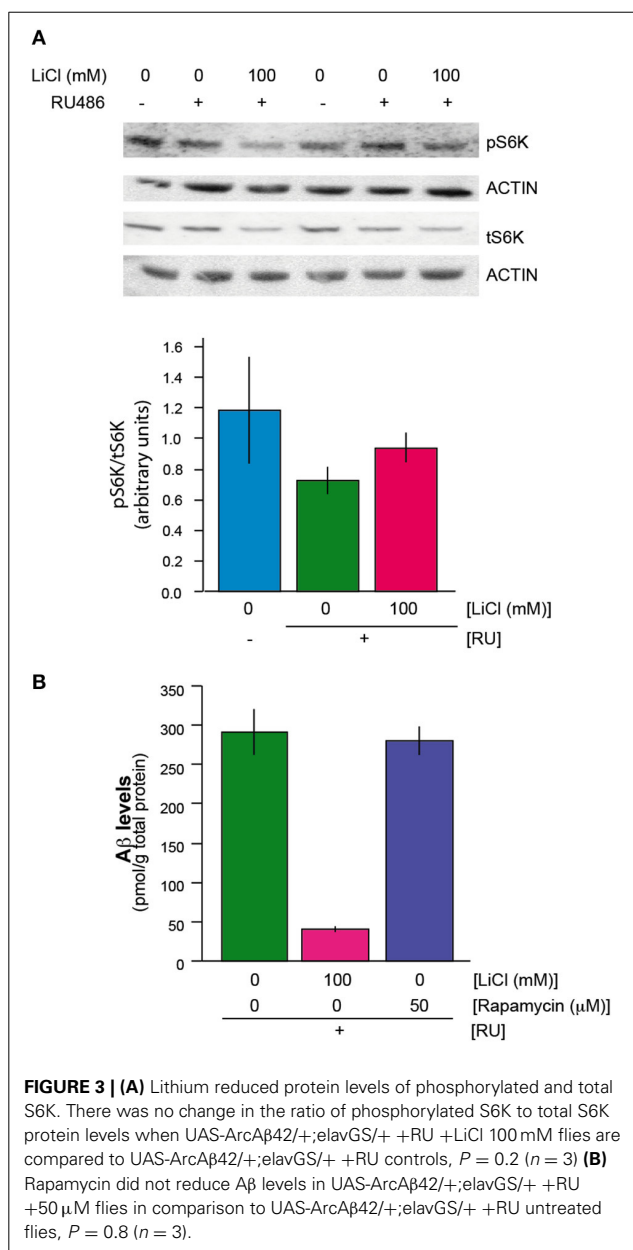 A
LiCl (mM) 0 0 100 0 0 100
RU486 - + + - + +
pS6K
ACTIN
tS6K
ACTIN
pS6K/tS6K
(arbitrary units)
1.6
1.4
1.2
1.0
0.8
0.6
0.4
0.2
0.0
0 0 100 [LiCl (mM)]
- + [RU]
B
Aβ levels
(pmol/g total protein)
350
300
250
200
150
100
50
0
0 100 0 [LiCl (mM)]
0 0 50 [Rapamycin (μM)]
+ [RU]
FIGURE 3 | (A) Lithium reduced protein levels of phosphorylated and total
S6K. There was no change in the ratio of phosphorylated S6K to total S6K
protein levels when UAS-ArcAβ42/+;elavGS/+ +RU +LiCl 100 mM flies are
compared to UAS-ArcAβ42/+;elavGS/+ +RU controls, P = 0.2 (n = 3) (B)
Rapamycin did not reduce Aβ levels in UAS-ArcAβ42/+;elavGS/+ +RU
+50 μM flies in comparison to UAS-ArcAβ42/+;elavGS/+ +RU untreated
flies, P = 0.8 (n = 3).